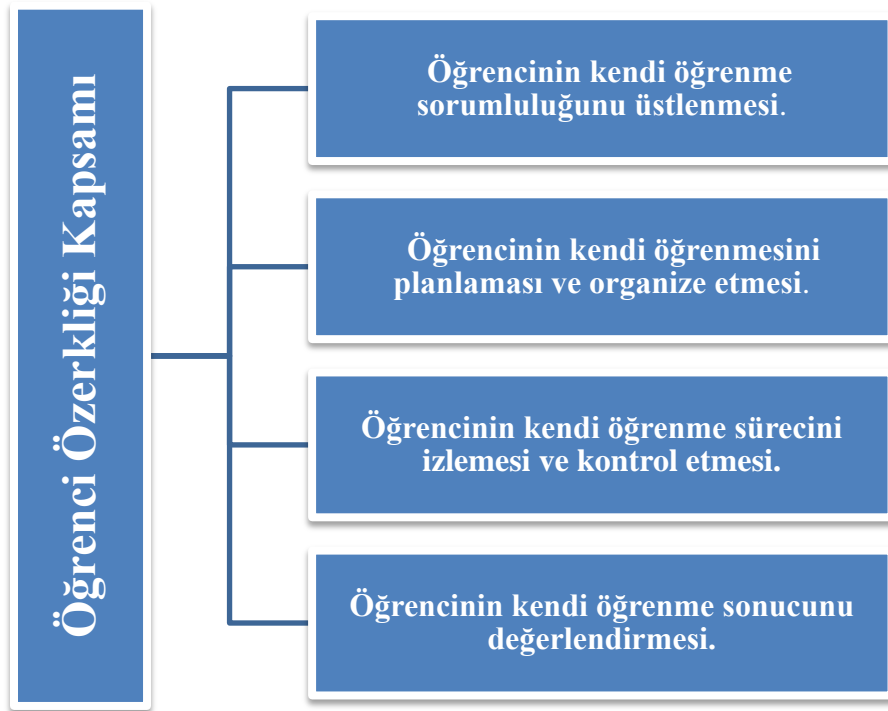 Öğrenci Özerkliği Kapsamı
Öğrencinin kendi öğrenme
sorumluluğunu üstlenmesi.
Öğrencinin kendi öğrenmesini
planlaması ve organize etmesi.
Öğrencinin kendi öğrenme sürecini
izlemesi ve kontrol etmesi.
Öğrencinin kendi öğrenme sonucunu
değerlendirmesi.